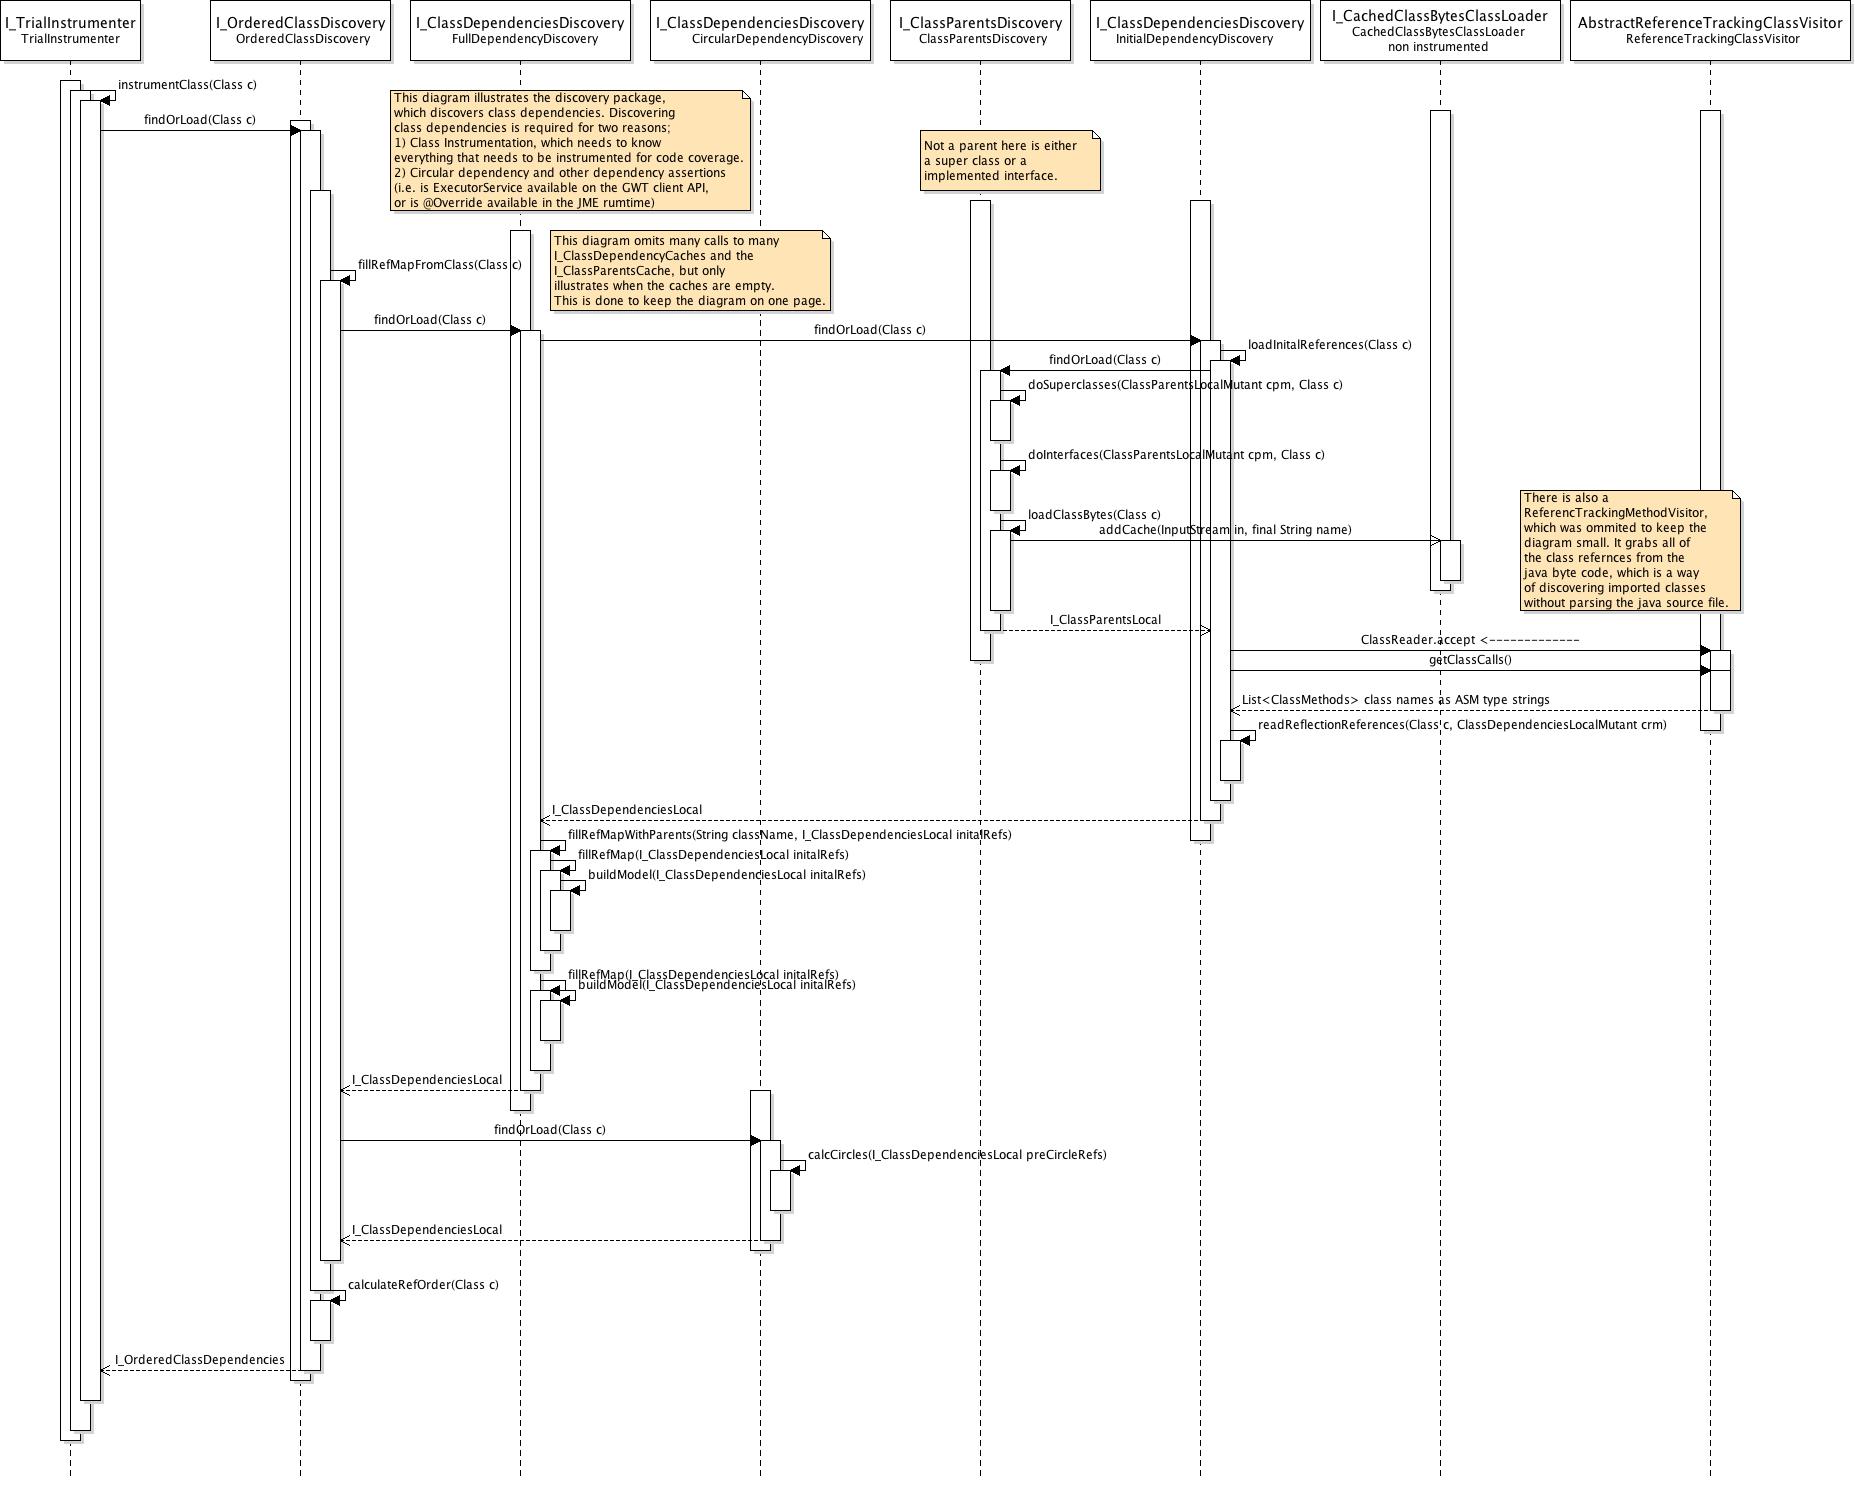 I_TrialInstrumenter
TrialInstrumenter
I_OrderedClassDiscovery
OrderedClassDiscovery
I_ClassDependenciesDiscovery
FullDependencyDiscovery
I_ClassDependenciesDiscovery
CircularDependencyDiscovery
I_ClassParentsDiscovery
ClassParentsDiscovery
I_ClassDependenciesDiscovery
InitialDependencyDiscovery
I_CachedClassBytesClassLoader
CachedClassBytesClassLoader
non instrumented
AbstractReferenceTrackingClassVisitor
ReferenceTrackingClassVisitor
instrumentClass(Class c)
findOrLoad(Class c)
This diagram illustrates the discovery package,
which discovers class dependencies. Discovering
class dependencies is required for two reasons;
1) Class Instrumentation, which needs to know
everything that needs to be instrumented for code coverage.
2) Circular dependency and other dependency assertions
(i.e. is ExecutorService available on the GWT client API,
or is @Override available in the JME rumtime)
Not a parent here is either
a super class or a
implemented interface.
This diagram omits many calls to many
I_ClassDependencyCaches and the
I_ClassParentsCache, but only
illustrates when the caches are empty.
This is done to keep the diagram on one page.
fillRefMapFromClass(Class c)
findOrLoad(Class c)
findOrLoad(Class c)
loadInitalReferences(Class c)
findOrLoad(Class c)
doSuperclasses(ClassParentsLocalMutant cpm, Class c)
doInterfaces(ClassParentsLocalMutant cpm, Class c)
loadClassBytes(Class c)
addCache(InputStream in, final String name)
There is also a
ReferencTrackingMethodVisitor,
which was ommited to keep the
diagram small. It grabs all of
the class refernces from the
java byte code, which is a way
of discovering imported classes
without parsing the java source file.
I_ClassParentsLocal
ClassReader.accept <-------------
getClassCalls()
List<ClassMethods> class names as ASM type strings
readReflectionReferences(Class c, ClassDependenciesLocalMutant crm)
I_ClassDependenciesLocal
fillRefMapWithParents(String className, I_ClassDependenciesLocal initalRefs)
fillRefMap(I_ClassDependenciesLocal initalRefs)
buildModel(I_ClassDependenciesLocal initalRefs)
fillRefMap(I_ClassDependenciesLocal initalRefs)
buildModel(I_ClassDependenciesLocal initalRefs)
I_ClassDependenciesLocal
findOrLoad(Class c)
calcCircles(I_ClassDependenciesLocal preCircleRefs)
I_ClassDependenciesLocal
calculateRefOrder(Class c)
I_OrderedClassDependencies